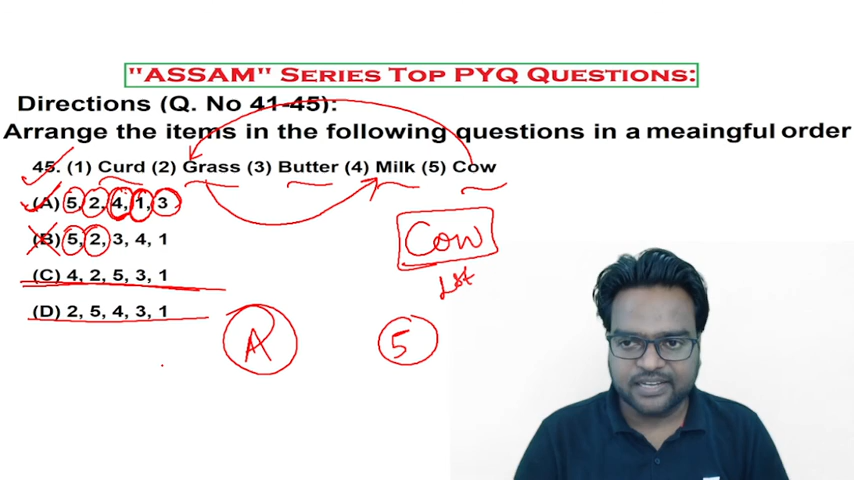 "ASSAM" SERIES TOP PYQ QUESTIONS:
Directions (Q. No 41-45):
Arrange the items in the following questions in a meaingful order
45. (1) Curd (2) Grass (3) Butter (4) Milk (5) Cow
(A) 5, 2, 4, 1, 3
(B) 5, 2, 3, 4, 1
(C) 4, 2, 5, 3, 1
(D) 2, 5, 4, 3, 1
Cow
1st
A
5